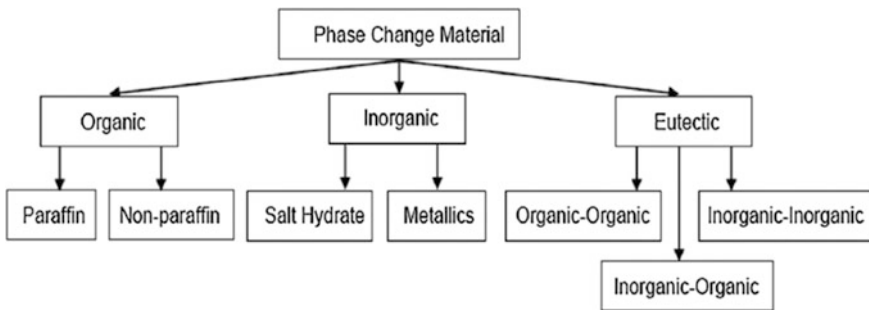 Phase Change Material
Organic
Inorganic
Eutectic
Paraffin
Non-paraffin
Salt Hydrate
Metallics
Organic-Organic
Inorganic-Inorganic
Inorganic-Organic